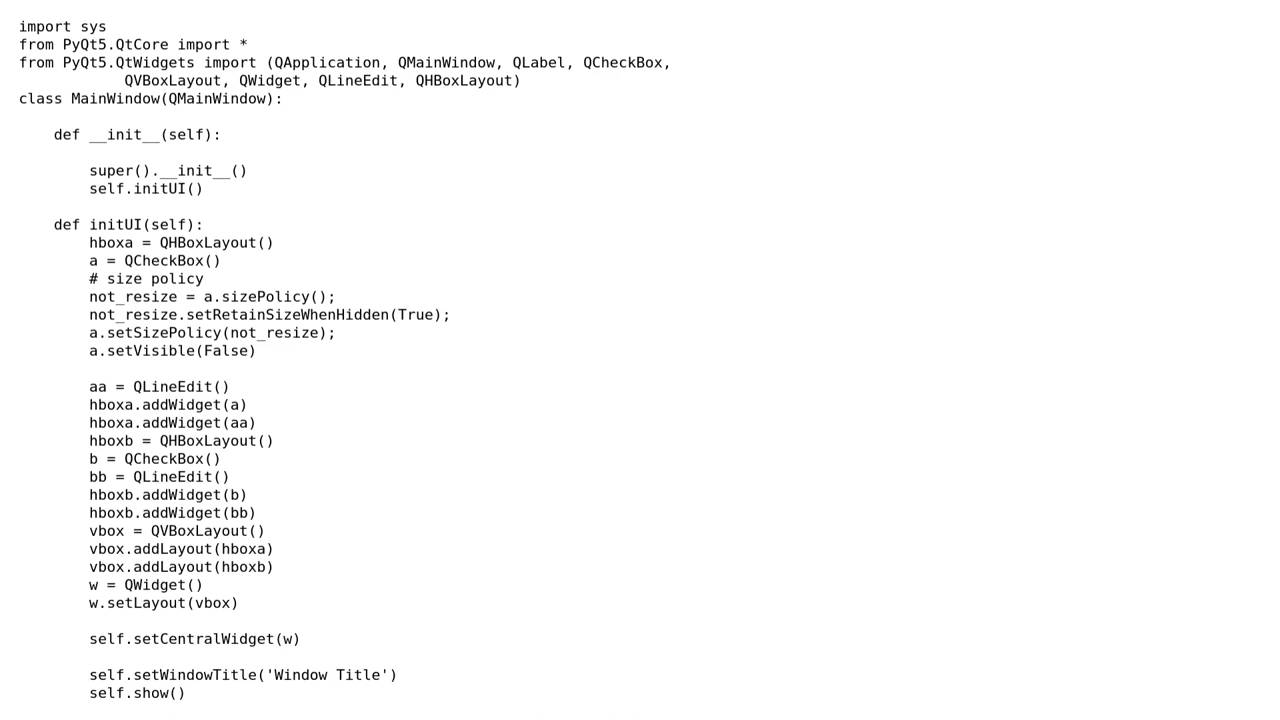 import sys
from PyQt5.QtCore import *
from PyQt5.QtWidgets import (QApplication, QMainWindow, QLabel, QCheckBox,
            QVBoxLayout, QWidget, QLineEdit, QHBoxLayout)
class MainWindow(QMainWindow):

    def __init__(self):

        super().__init__()
        self.initUI()

    def initUI(self):
        hboxa = QHBoxLayout()
        a = QCheckBox()
        # size policy
        not_resize = a.sizePolicy();
        not_resize.setRetainSizeWhenHidden(True);
        a.setSizePolicy(not_resize);
        a.setVisible(False)

        aa = QLineEdit()
        hboxa.addWidget(a)
        hboxa.addWidget(aa)
        hboxb = QHBoxLayout()
        b = QCheckBox()
        bb = QLineEdit()
        hboxb.addWidget(b)
        hboxb.addWidget(bb)
        vbox = QVBoxLayout()
        vbox.addLayout(hboxa)
        vbox.addLayout(hboxb)
        w = QWidget()
        w.setLayout(vbox)

        self.setCentralWidget(w)

        self.setWindowTitle('Window Title')
        self.show()